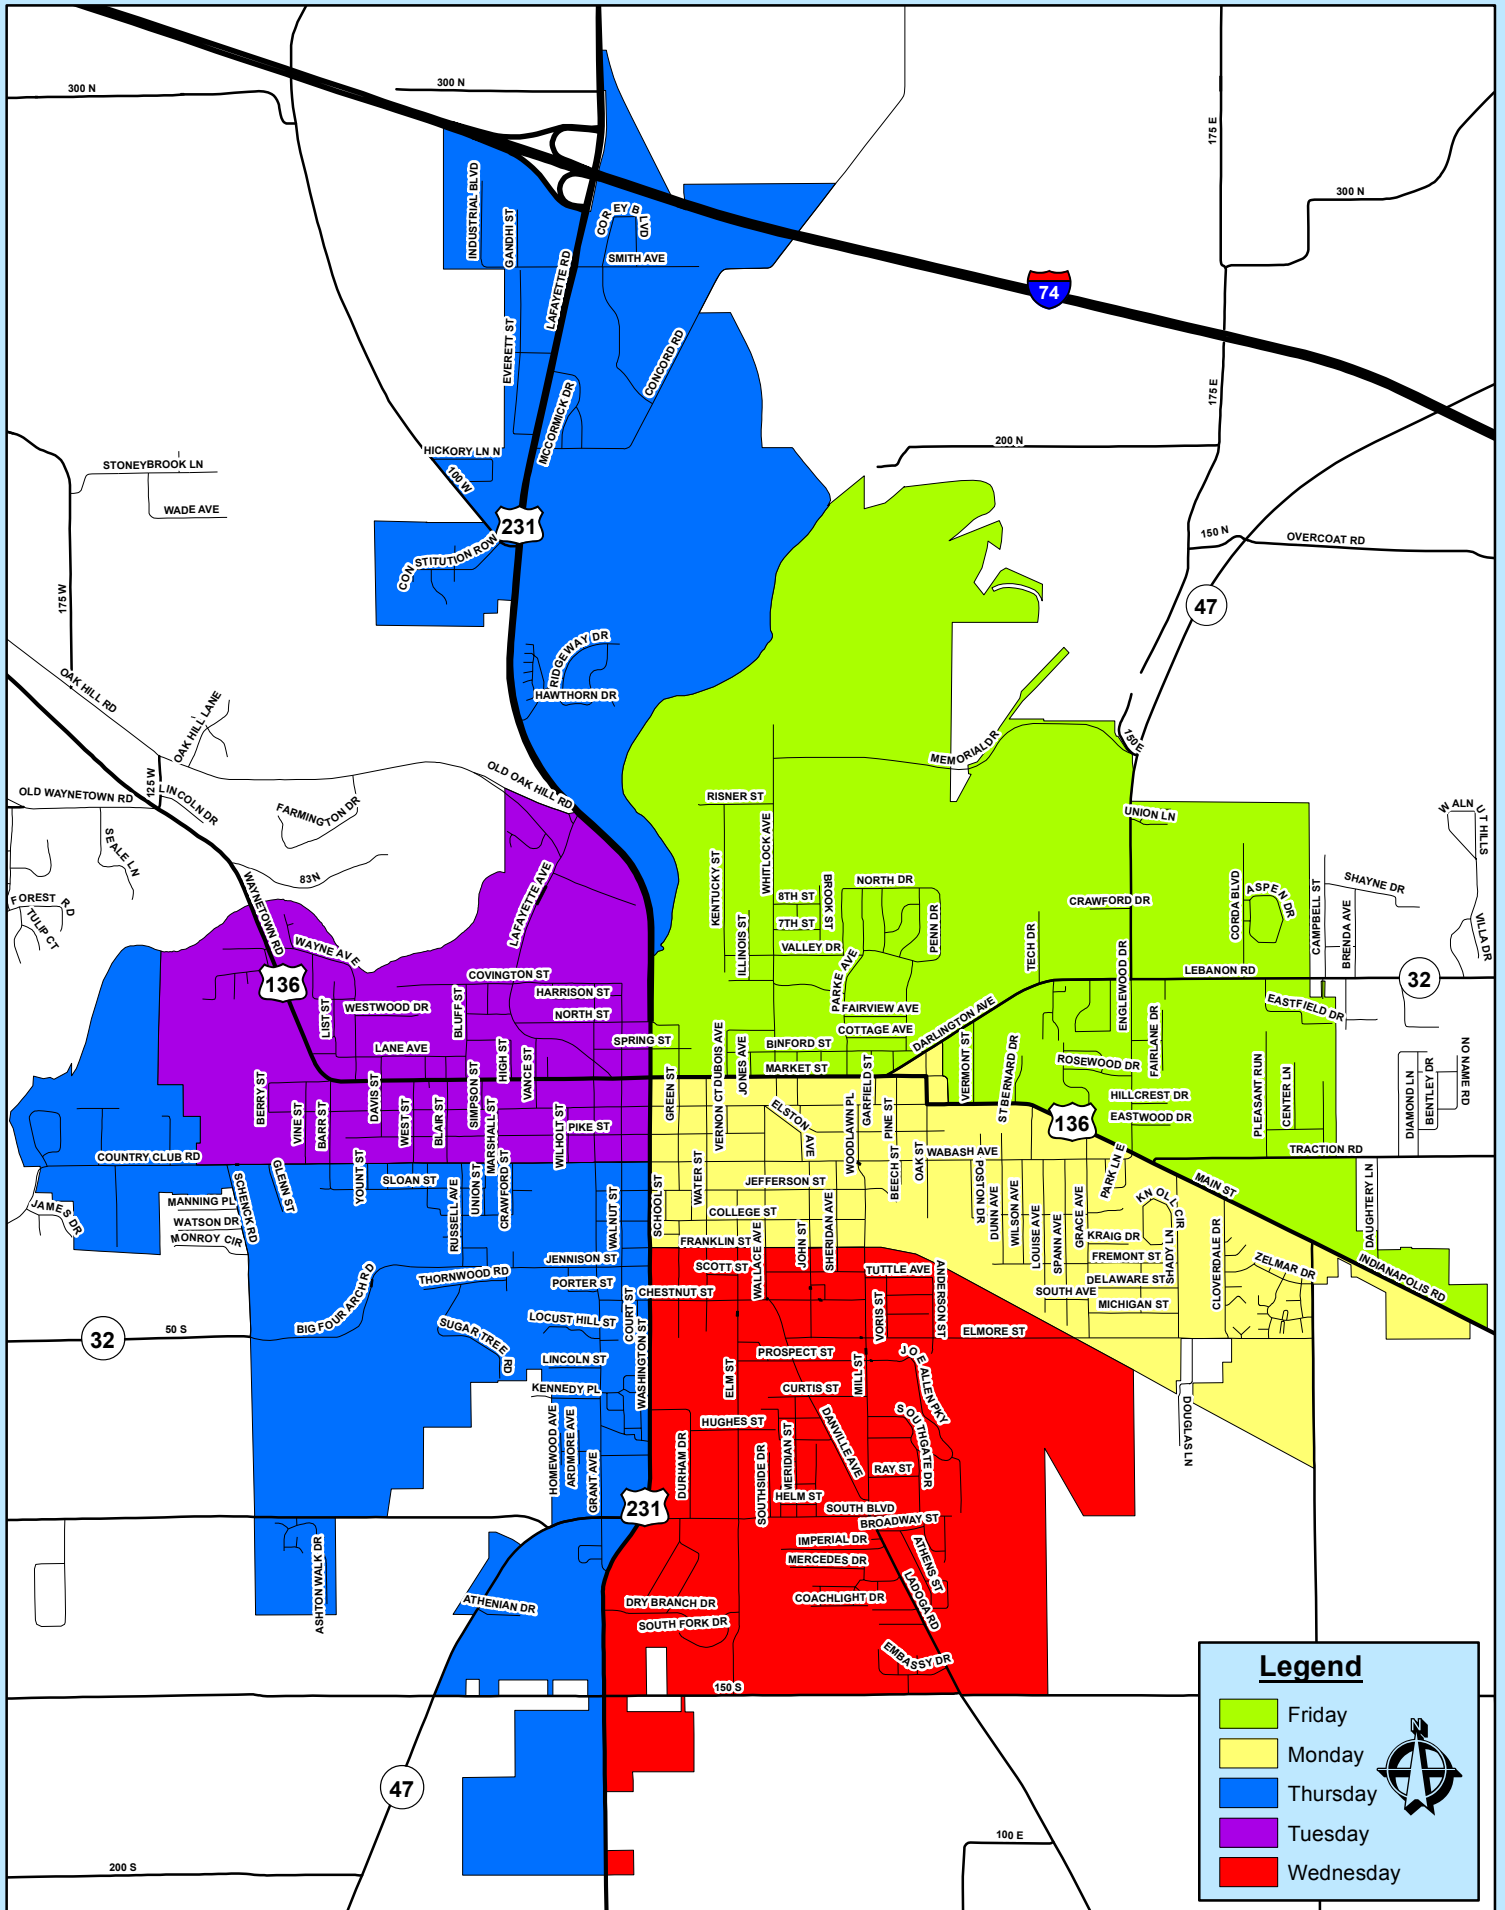 300 N
300 N
175 E
300 N
INDUSTRIAL BLVD
GANDHI ST
COREY BLVD
SMITH AVE
LAFAYETTE RD
74
EVERETT ST
CONCORD RD
MCCORMICK DR
175 E
HICKORY LN N
100 W
200 N
STONEYBROOK LN
WADE AVE
231
CONSTITUTION ROW
150 N
OVERCOAT RD
175 W
47
RIDGEWAY DR
HAWTHORN DR
OAK HILL RD
OAK HILL LANE
MEMORIAL DR
150 E
OLD OAK HILL RD
125 W
LINCOLN DR
OLD WAYNETOWN RD
FARMINGTON DR
RISNER ST
UNION LN
WALNUT HILLS
SEALE LN
83N
WHITLOCK AVE
KENTUCKY ST
NORTH DR
8TH ST
7TH ST
BROOK ST
VALLEY DR
PENN DR
CRAWFORD DR
CORDA BLVD
ASPEN DR
CAMPBELL ST
SHAYNE DR
BRENDA AVE
VILLA DR
FOREST RD
TULIP CT
WAYNETOWN RD
WAYNE AVE
LAFAYETTE AVE
ILLINOIS ST
TECH DR
ENGLEWOOD DR
LEBANON RD
32
136
COVINGTON ST
HARRISON ST
NORTH ST
WESTWOOD DR
LIST ST
BLUFF ST
LANE AVE
SPRING ST
PARKE AVE
FAIRVIEW AVE
COTTAGE AVE
BINFORD ST
MARKET ST
DARLINGTON AVE
EASTFIELD DR
FAIRLANE DR
ROSEWOOD DR
HILLCREST DR
EASTWOOD DR
PLEASANT RUN
CENTER LN
DIAMOND LN
BENTLEY DR
NO NAME RD
BERRY ST
VINE ST
BARR ST
DAVIS ST
WEST ST
BLAIR ST
SIMPSON ST
HIGH ST
MARSHALL ST
VANCE ST
WILHOLT ST
PIKE ST
GREEN ST
VERNON CT
DUBOIS AVE
JONES AVE
ELSTON AVE
WOODLAWN PL
GARFIELD ST
PINE ST
VERMONT ST
ST BERNARD DR
136
TRACTION RD
COUNTRY CLUB RD
GLENN ST
YOUNT ST
SLOAN ST
UNION ST
CRAWFORD ST
RUSSELL AVE
WALNUT ST
SCHOOL ST
WATER ST
JEFFERSON ST
COLLEGE ST
BEECH ST
OAK ST
WABASH AVE
POSTON DR
DUNN AVE
WILSON AVE
LOUISE AVE
SPANN AVE
GRACE AVE
PARK LN E
KNOLL CIR
MAIN ST
DAUGHTERY LN
MANNING PL
WATSON DR
MONROY CIR
SCHENCK RD
JAMES DR
JENNISON ST
FRANKLIN ST
WALLACE AVE
JOHN ST
SHERIDAN AVE
KRAIG DR
FREMONT ST
SHADY LN
DELAWARE ST
SOUTH AVE
MICHIGAN ST
CLOVERDALE DR
ZELMAR DR
INDIANAPOLIS RD
THORNWOOD RD
PORTER ST
SCOTT ST
CHESTNUT ST
TUTTLE AVE
ANDERSON ST
VORIS ST
ELMORE ST
BIG FOUR ARCH RD
SUGAR TREE RD
LOCUST HILL ST
COURT ST
WASHINGTON ST
50 S
32
LINCOLN ST
KENNEDY PL
ELM ST
PROSPECT ST
MILL ST
JOE ALLEN PKY
CURTIS ST
DANVILLE AVE
HOMEWOOD AVE
ARDMORE AVE
GRANT AVE
DURHAM DR
HUGHES ST
SOUTHSIDE DR
MERIDIAN ST
SOUTHGATE DR
RAY ST
HELM ST
DOUGLAS LN
231
SOUTH BLVD
BROADWAY ST
IMPERIAL DR
MERCEDES DR
ATHENS ST
COACHLIGHT DR
LADOGA RD
ASHTON WALK DR
ATHENIAN DR
DRY BRANCH DR
SOUTH FORK DR
EMBASSY DR
150 S
47
200 S
100 E
Legend
Friday
Monday
Thursday
Tuesday
Wednesday
N